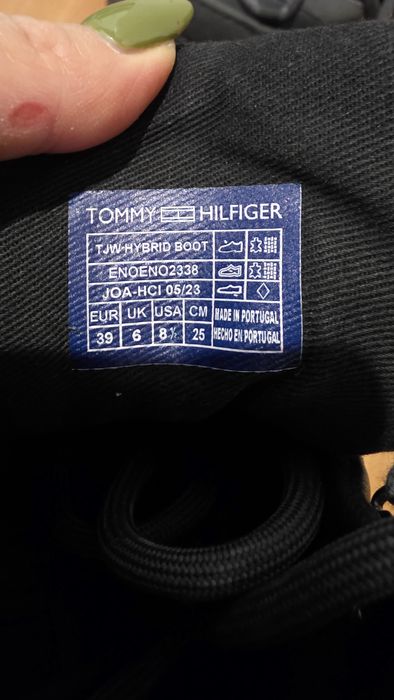 TOMMY HILFIGER
TJW-HYBRID BOOT
ENOENO2338
JOA-HCI 05/23
EUR UK USA CM MADE IN PORTUGAL
39 6 8½ 25 HECHO EN PORTUGAL